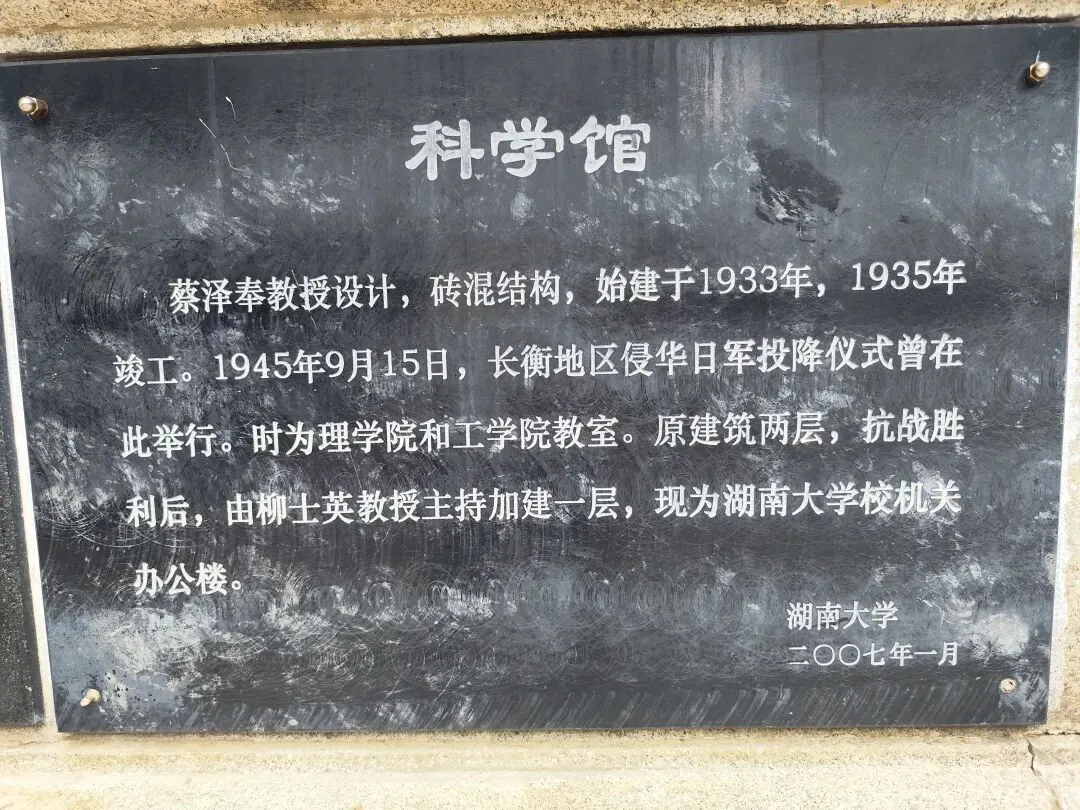 科学馆
蔡泽奉教授设计，砖混结构，始建于1933年，1935年
竣工。1945年9月15日，长衡地区侵华日军投降仪式曾在
此举行。时为理学院和工学院教室。原建筑两层，抗战胜
利后，由柳士英教授主持加建一层，现为湖南大学校机关
办公楼。
湖南大学
二〇〇七年一月